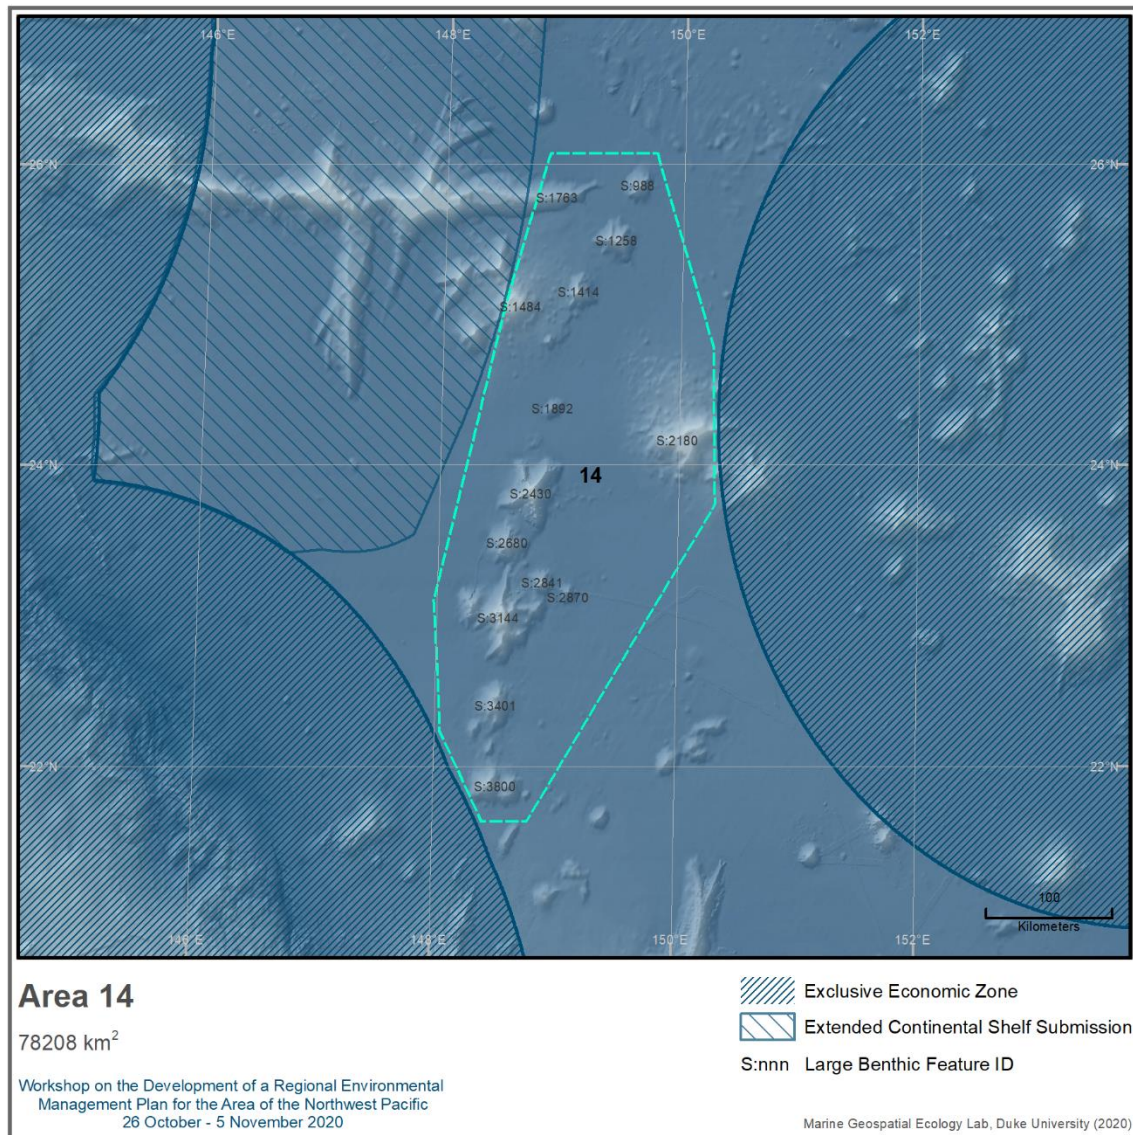 146°E 148°E 150°E 152°E
26°N 26°N
S:988
S:1763
S:1258
S:1414
S:1484
S:1892
S:2180
24°N 24°N
14
S:2430
S:2680
S:2841
S:2870
S:3144
S:3401
22°N 22°N
S:3800
100
Kilometers
146°E 148°E 150°E 152°E
Area 14
78208 km²
Workshop on the Development of a Regional Environmental
Management Plan for the Area of the Northwest Pacific
26 October - 5 November 2020
Exclusive Economic Zone
Extended Continental Shelf Submission
S:nnn Large Benthic Feature ID
Marine Geospatial Ecology Lab, Duke University (2020)